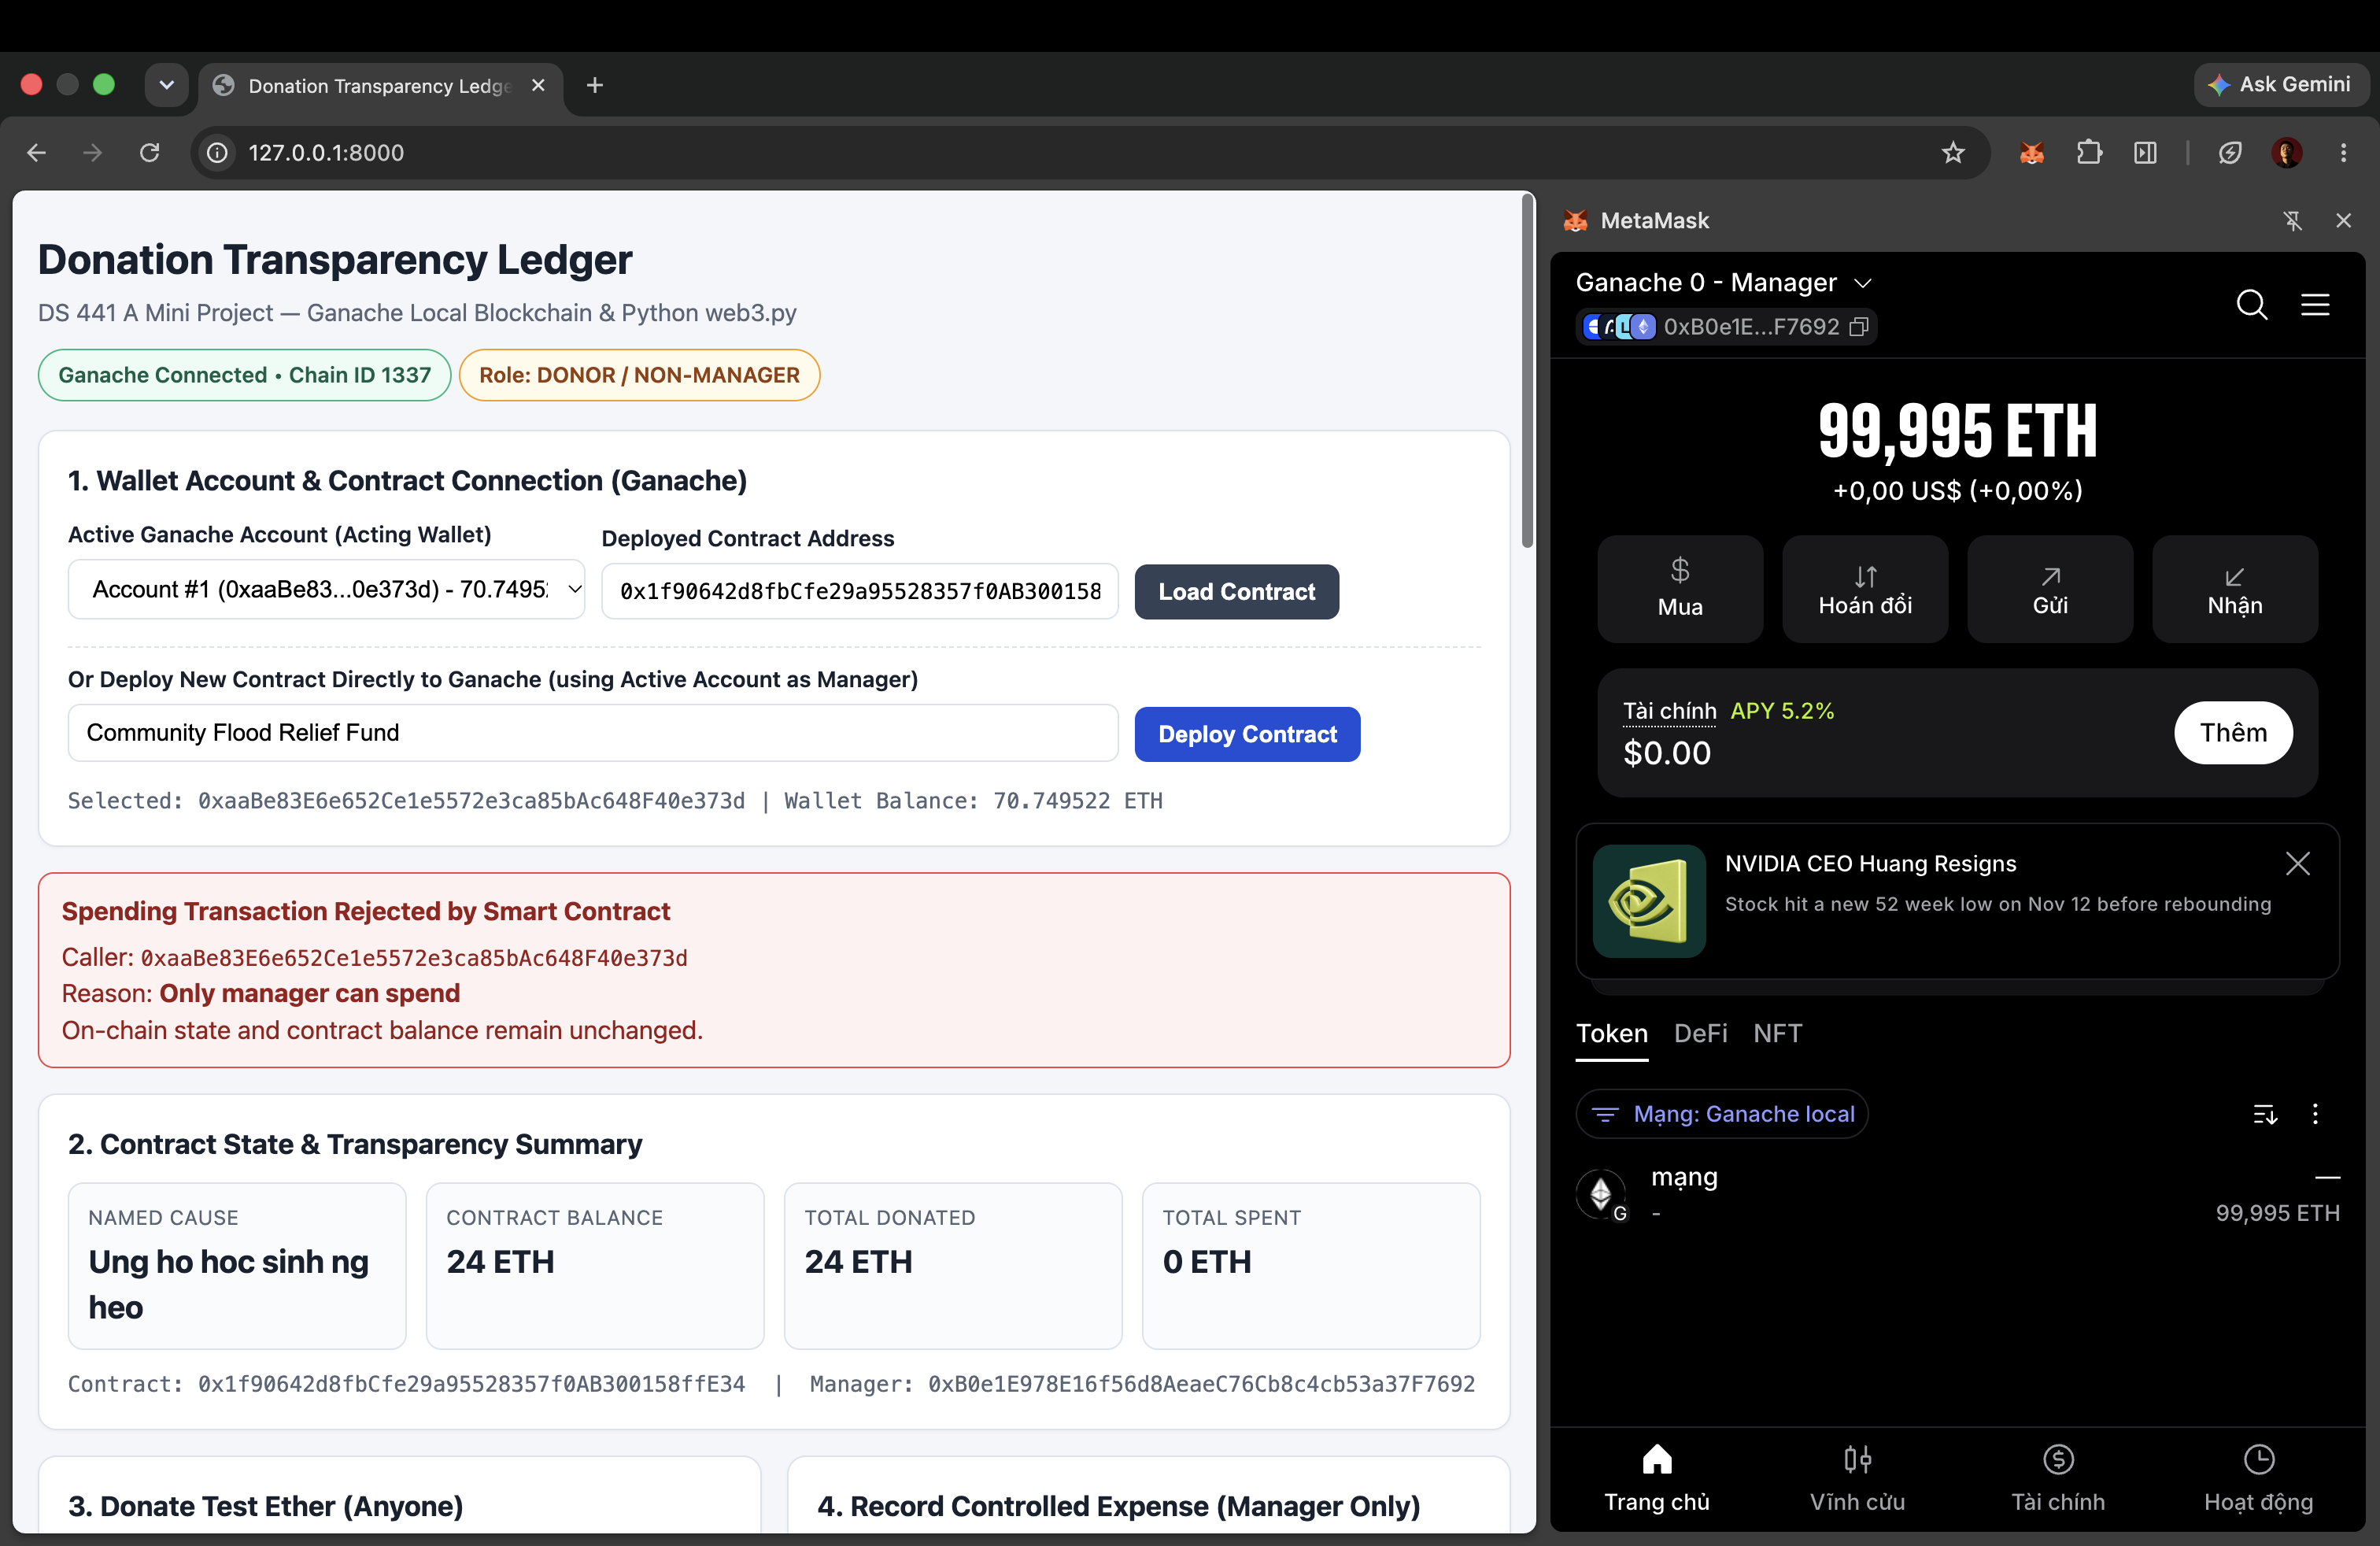 Donation Transparency Ledge
Ask Gemini
127.0.0.1:8000
Donation Transparency Ledger
DS 441 A Mini Project — Ganache Local Blockchain & Python web3.py
Ganache Connected • Chain ID 1337
Role: DONOR / NON-MANAGER
1. Wallet Account & Contract Connection (Ganache)
Active Ganache Account (Acting Wallet)
Deployed Contract Address
Account #1 (0xaaBe83...0e373d) - 70.7495
0x1f90642d8fbCfe29a95528357f0AB300158
Load Contract
Or Deploy New Contract Directly to Ganache (using Active Account as Manager)
Community Flood Relief Fund
Deploy Contract
Selected: 0xaaBe83E6e652Ce1e5572e3ca85bAc648F40e373d | Wallet Balance: 70.749522 ETH
Spending Transaction Rejected by Smart Contract
Caller: 0xaaBe83E6e652Ce1e5572e3ca85bAc648F40e373d
Reason: Only manager can spend
On-chain state and contract balance remain unchanged.
2. Contract State & Transparency Summary
NAMED CAUSE
Ung ho hoc sinh ng
heo
CONTRACT BALANCE
24 ETH
TOTAL DONATED
24 ETH
TOTAL SPENT
0 ETH
Contract: 0x1f90642d8fbCfe29a95528357f0AB300158ffE34 | Manager: 0xB0e1E978E16f56d8AeaeC76Cb8c4cb53a37F7692
3. Donate Test Ether (Anyone)
4. Record Controlled Expense (Manager Only)
MetaMask
Ganache 0 - Manager
0xB0e1E...F7692
99,995 ETH
+0,00 US$ (+0,00%)
Mua
Hoán đổi
Gửi
Nhận
Tài chính APY 5.2%
$0.00
Thêm
NVIDIA CEO Huang Resigns
Stock hit a new 52 week low on Nov 12 before rebounding
Token
DeFi
NFT
Mạng: Ganache local
mạng
—
G
-
99,995 ETH
Trang chủ
Vĩnh cửu
Tài chính
Hoạt động